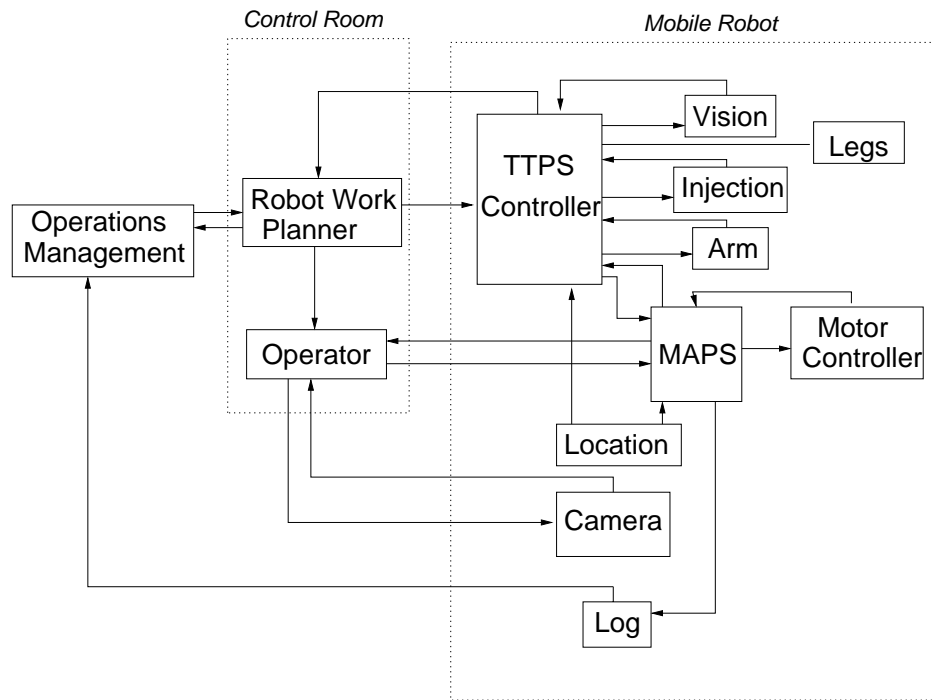 Control Room
Mobile Robot
Vision
Legs
TTPS
Controller
Injection
Robot Work
Planner
Operations
Management
Arm
Operator
MAPS
Motor
Controller
Location
Camera
Log